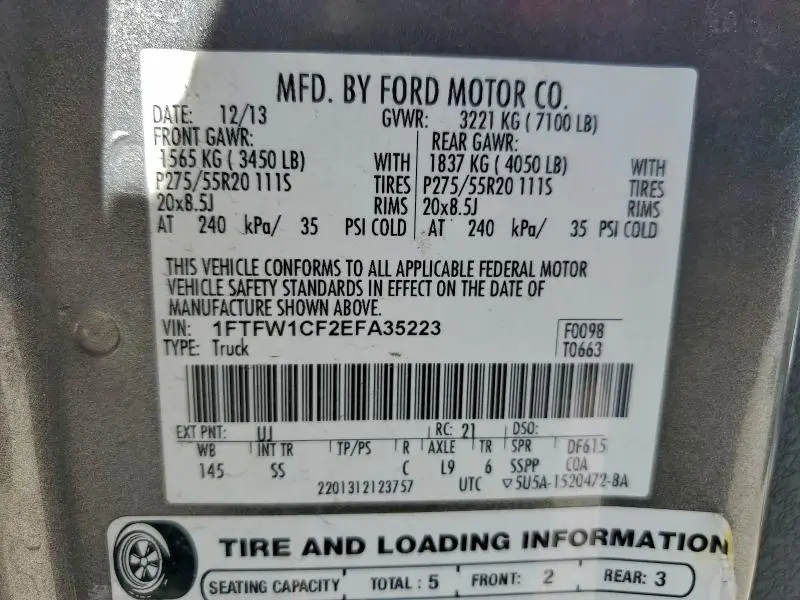 MFD. BY FORD MOTOR CO.
DATE: 12/13 GVWR: 3221 KG ( 7100 LB)
FRONT GAWR: REAR GAWR:
1565 KG ( 3450 LB) WITH 1837 KG ( 4050 LB) WITH
P275/55R20 111S TIRES P275/55R20 111S TIRES
20x8.5J RIMS 20x8.5J RIMS
AT 240 kPa/ 35 PSI COLD AT 240 kPa/ 35 PSI COLD
THIS VEHICLE CONFORMS TO ALL APPLICABLE FEDERAL MOTOR
VEHICLE SAFETY STANDARDS IN EFFECT ON THE DATE OF
MANUFACTURE SHOWN ABOVE.
VIN: 1FTFW1CF2EFA35223 F0098
TYPE: Truck T0663
EXT PNT: UJ RC: 21 DSO:
WB INT TR TP/PS R AXLE TR SPR DF615
145 SS C L9 6 SSPP COA
2201312123757 UTC ▽5U5A-1520472-BA
TIRE AND LOADING INFORMATION
SEATING CAPACITY TOTAL : 5 FRONT: 2 REAR: 3